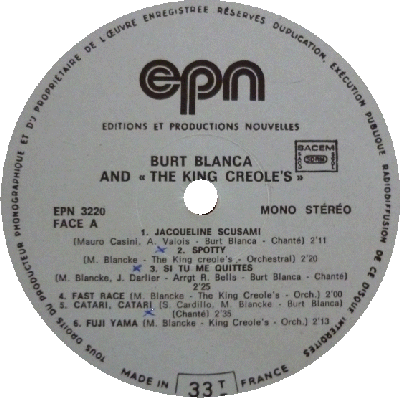 TOUS DROITS DU PRODUCTEUR PHONOGRAPHIQUE ET DU PROPRIETAIRE DE L'ŒUVRE ENREGISTREE RÉSERVES DUPLICATION, EXÉCUTION PUBLIQUE RADIODIFFUSION DE CE DISQUE INTERDITES
epn
EDITIONS ET PRODUCTIONS NOUVELLES
SACEM
BURT BLANCA
AND « THE KING CREOLE'S »
EPN 3220 MONO STÉRÉO
FACE A
1. JACQUELINE SCUSAMI
(Mauro Casini, A. Valois - Burt Blanca - Chanté) 2'11
2. SPOTTY
(M. Blancke - The King creole's - Orchestral) 2'20
3. SI TU ME QUITTES
(M. Blancke, J. Darlier - Arrgt R. Bells - Burt Blanca - Chanté)
2'25
4. FAST RACE (M. Blancke - The King Creole's - Orch.) 2'00
5. CATARI, CATARI (S. Cardillo, M. Blancke - Burt Blanca)
(Chanté) 2'35
6. FUJI YAMA (M. Blancke - King Creole's - Orch.) 2'13
MADE IN 33 T FRANCE